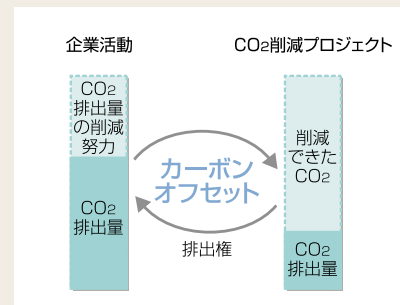 企業活動
CO2削減プロジェクト
CO2
排出量
の削減
努力
CO2
排出量
カーボン
オフセット
排出権
削減
できた
CO2
CO2
排出量